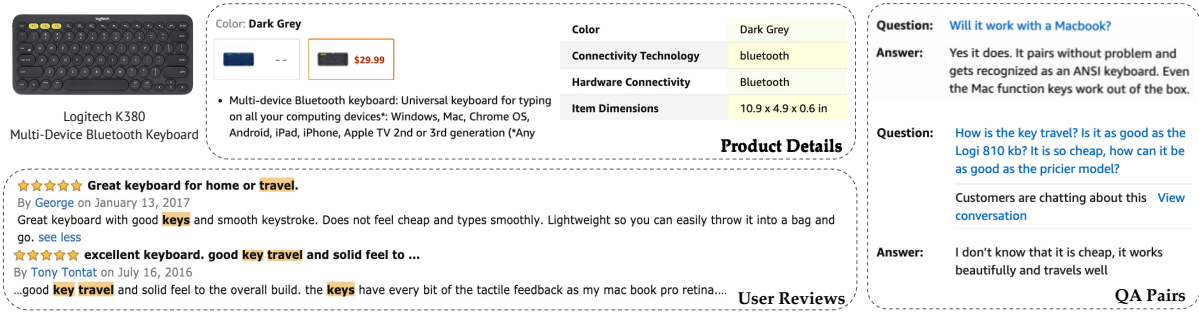 Logitech K380
Multi-Device Bluetooth Keyboard
Color: Dark Grey
--
$29.99
• Multi-device Bluetooth keyboard: Universal keyboard for typing
on all your computing devices*: Windows, Mac, Chrome OS,
Android, iPad, iPhone, Apple TV 2nd or 3rd generation (*Any
Color Dark Grey
Connectivity Technology bluetooth
Hardware Connectivity Bluetooth
Item Dimensions 10.9 x 4.9 x 0.6 in
Product Details
Great keyboard for home or travel.
By George on January 13, 2017
Great keyboard with good keys and smooth keystroke. Does not feel cheap and types smoothly. Lightweight so you can easily throw it into a bag and
go. see less
excellent keyboard. good key travel and solid feel to ...
By Tony Tontat on July 16, 2016
...good key travel and solid feel to the overall build. the keys have every bit of the tactile feedback as my mac book pro retina....
User Reviews
Question: Will it work with a Macbook?
Answer: Yes it does. It pairs without problem and
gets recognized as an ANSI keyboard. Even
the Mac function keys work out of the box.
Question: How is the key travel? Is it as good as the
Logi 810 kb? It is so cheap, how can it be
as good as the pricier model?
Customers are chatting about this View
conversation
Answer: I don't know that it is cheap, it works
beautifully and travels well
QA Pairs